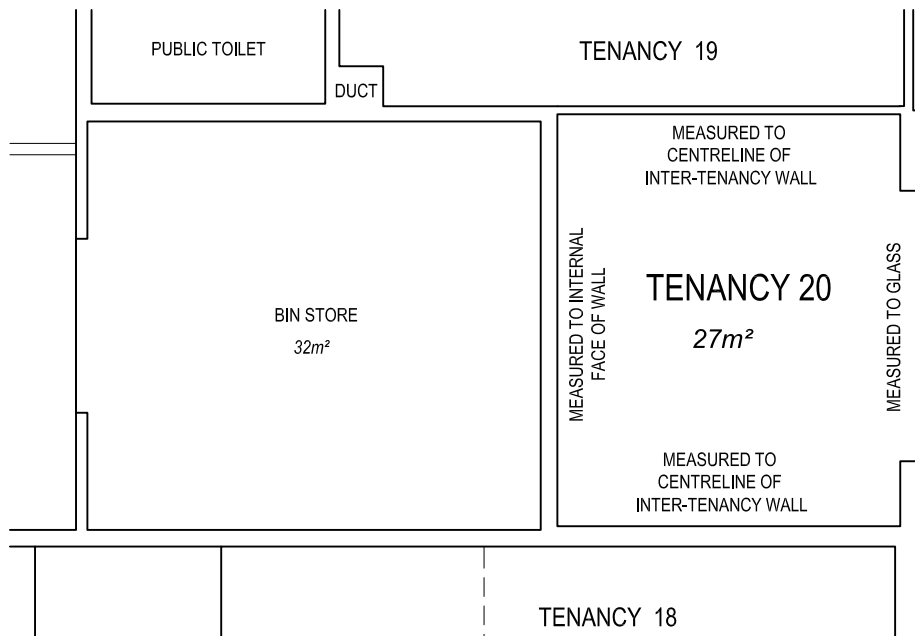 PUBLIC TOILET
TENANCY 19
DUCT
MEASURED TO
CENTRELINE OF
INTER-TENANCY WALL
MEASURED TO INTERNAL
FACE OF WALL
TENANCY 20
27m²
MEASURED TO GLASS
BIN STORE
32m²
MEASURED TO
CENTRELINE OF
INTER-TENANCY WALL
TENANCY 18